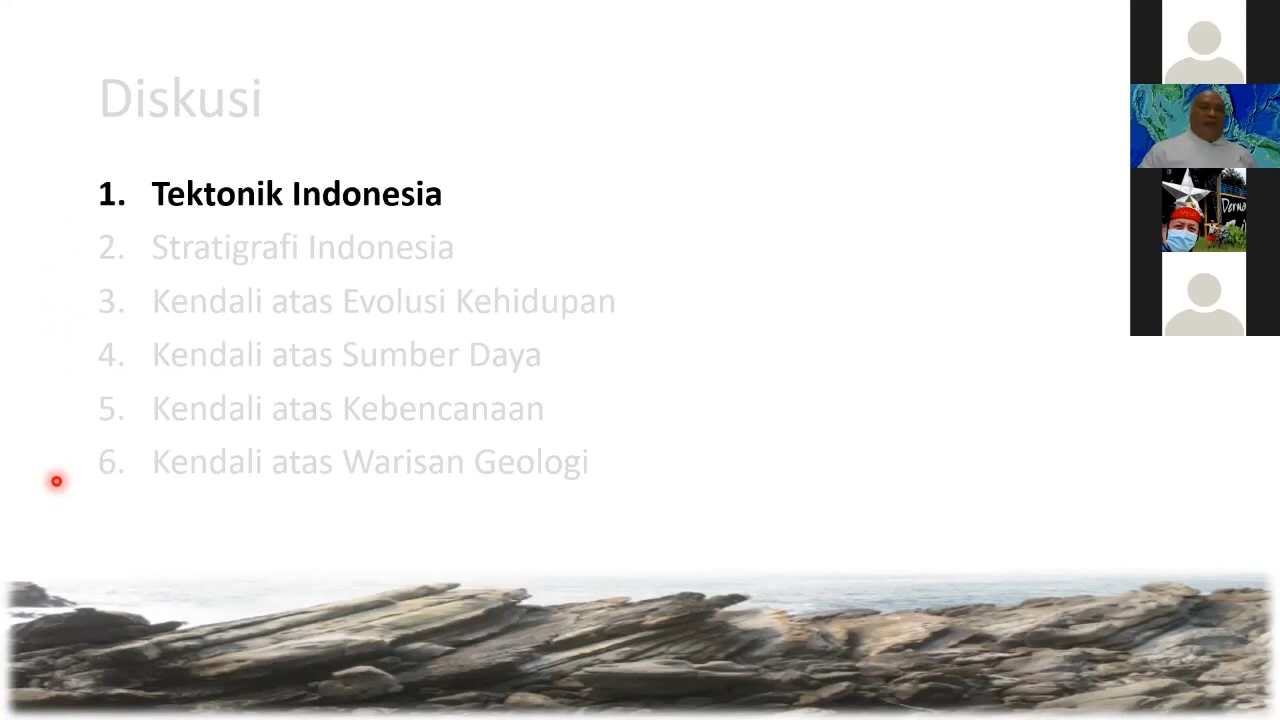 Diskusi
1. Tektonik Indonesia
2. Stratigrafi Indonesia
3. Kendali atas Evolusi Kehidupan
4. Kendali atas Sumber Daya
5. Kendali atas Kebencanaan
6. Kendali atas Warisan Geologi